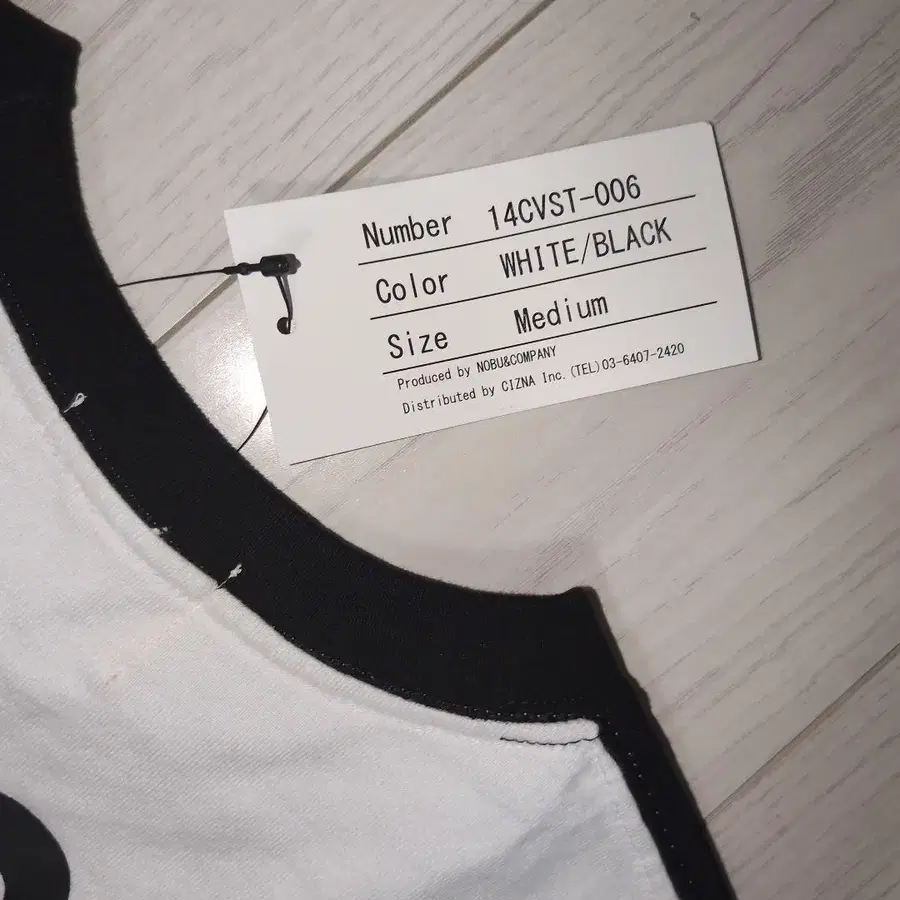 Number 14CVST-006
Color WHITE/BLACK
Size Medium
Produced by NOBU&COMPANY
Distributed by CIZNA Inc.(TEL)03-6407-2420